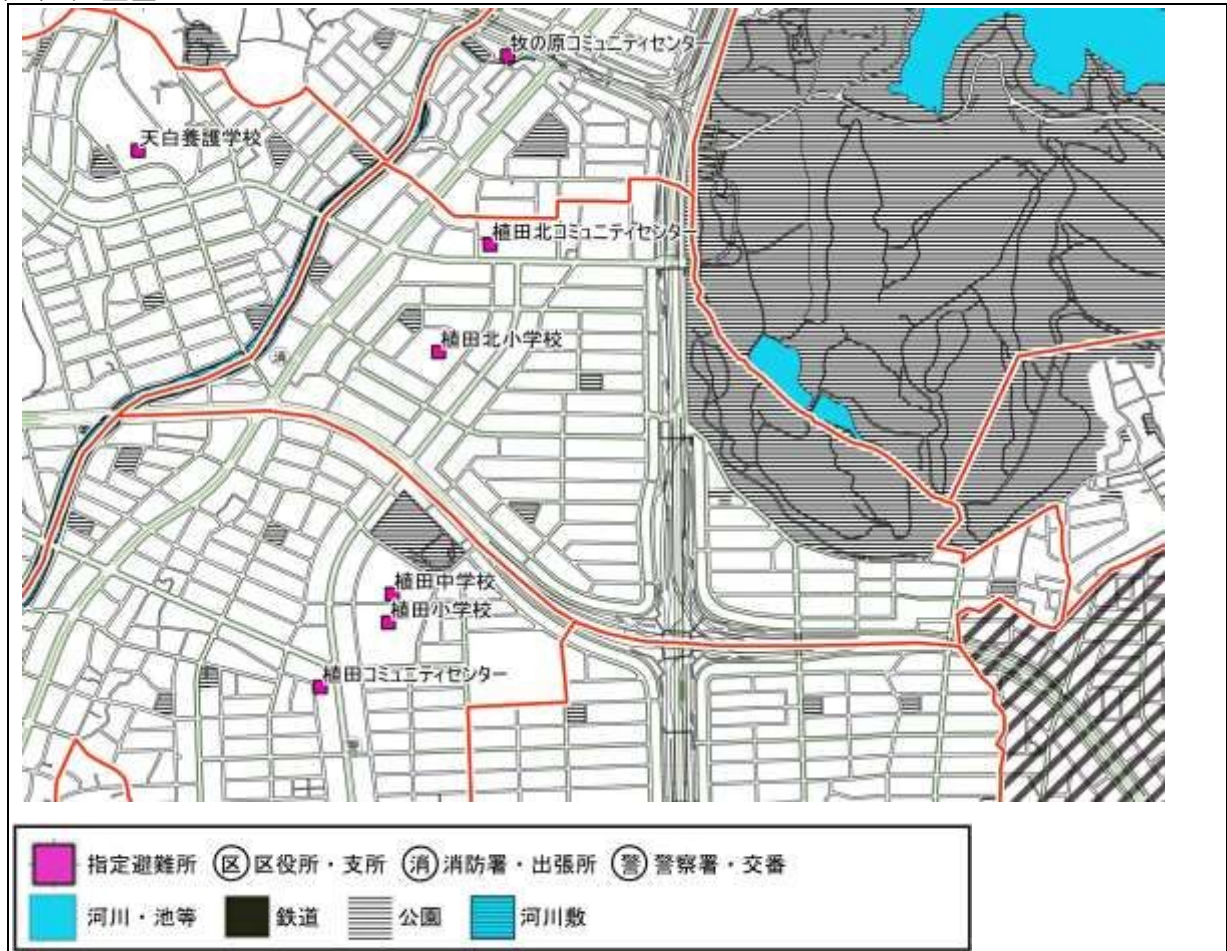 牧の原コミュニティセンター
天白養護学校
植田北コミュニティセンター
植田北小学校
消
植田中学校
植田小学校
植田コミュニティセンター
指定避難所 区 区役所・支所 消 消防署・出張所 警 警察署・交番
河川・池等 鉄道 公園 河川敷